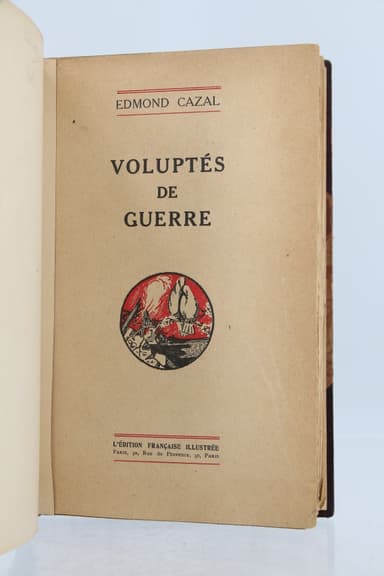 EDMOND CAZAL
VOLUPTÉS
DE
GUERRE
L'ÉDITION FRANÇAISE ILLUSTRÉE
PARIS, 30, RUE DE PROVENCE, 30, PARIS